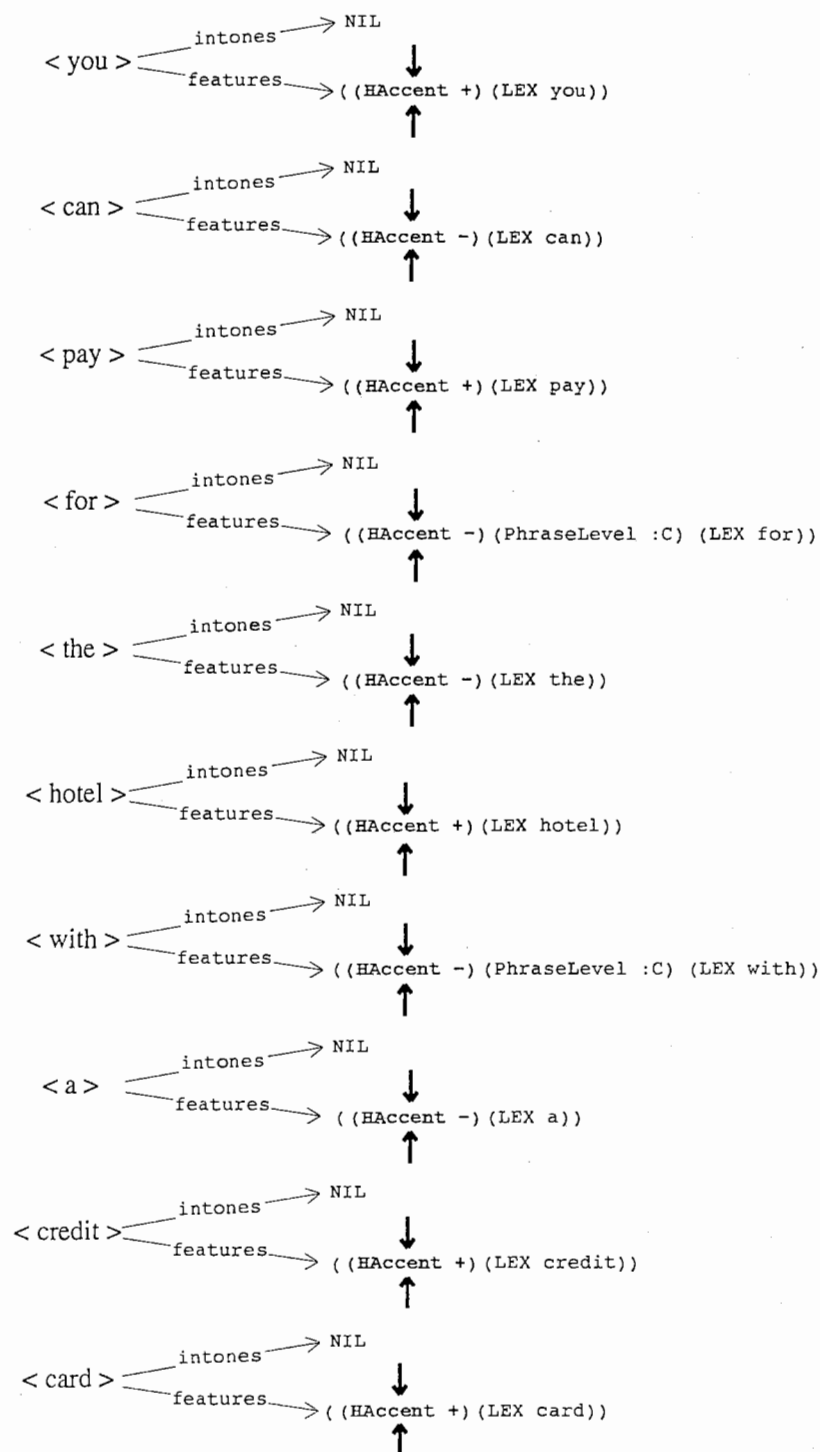 intones NIL
< you >
features ((HAccent +) (LEX you))
intones NIL
< can >
features ((HAccent -) (LEX can))
intones NIL
< pay >
features ((HAccent +) (LEX pay))
intones NIL
< for >
features ((HAccent -) (PhraseLevel :C) (LEX for))
intones NIL
< the >
features ((HAccent -) (LEX the))
intones NIL
< hotel >
features ((HAccent +) (LEX hotel))
intones NIL
< with >
features ((HAccent -) (PhraseLevel :C) (LEX with))
intones NIL
< a >
features ((HAccent -) (LEX a))
intones NIL
< credit >
features ((HAccent +) (LEX credit))
intones NIL
< card >
features ((HAccent +) (LEX card))